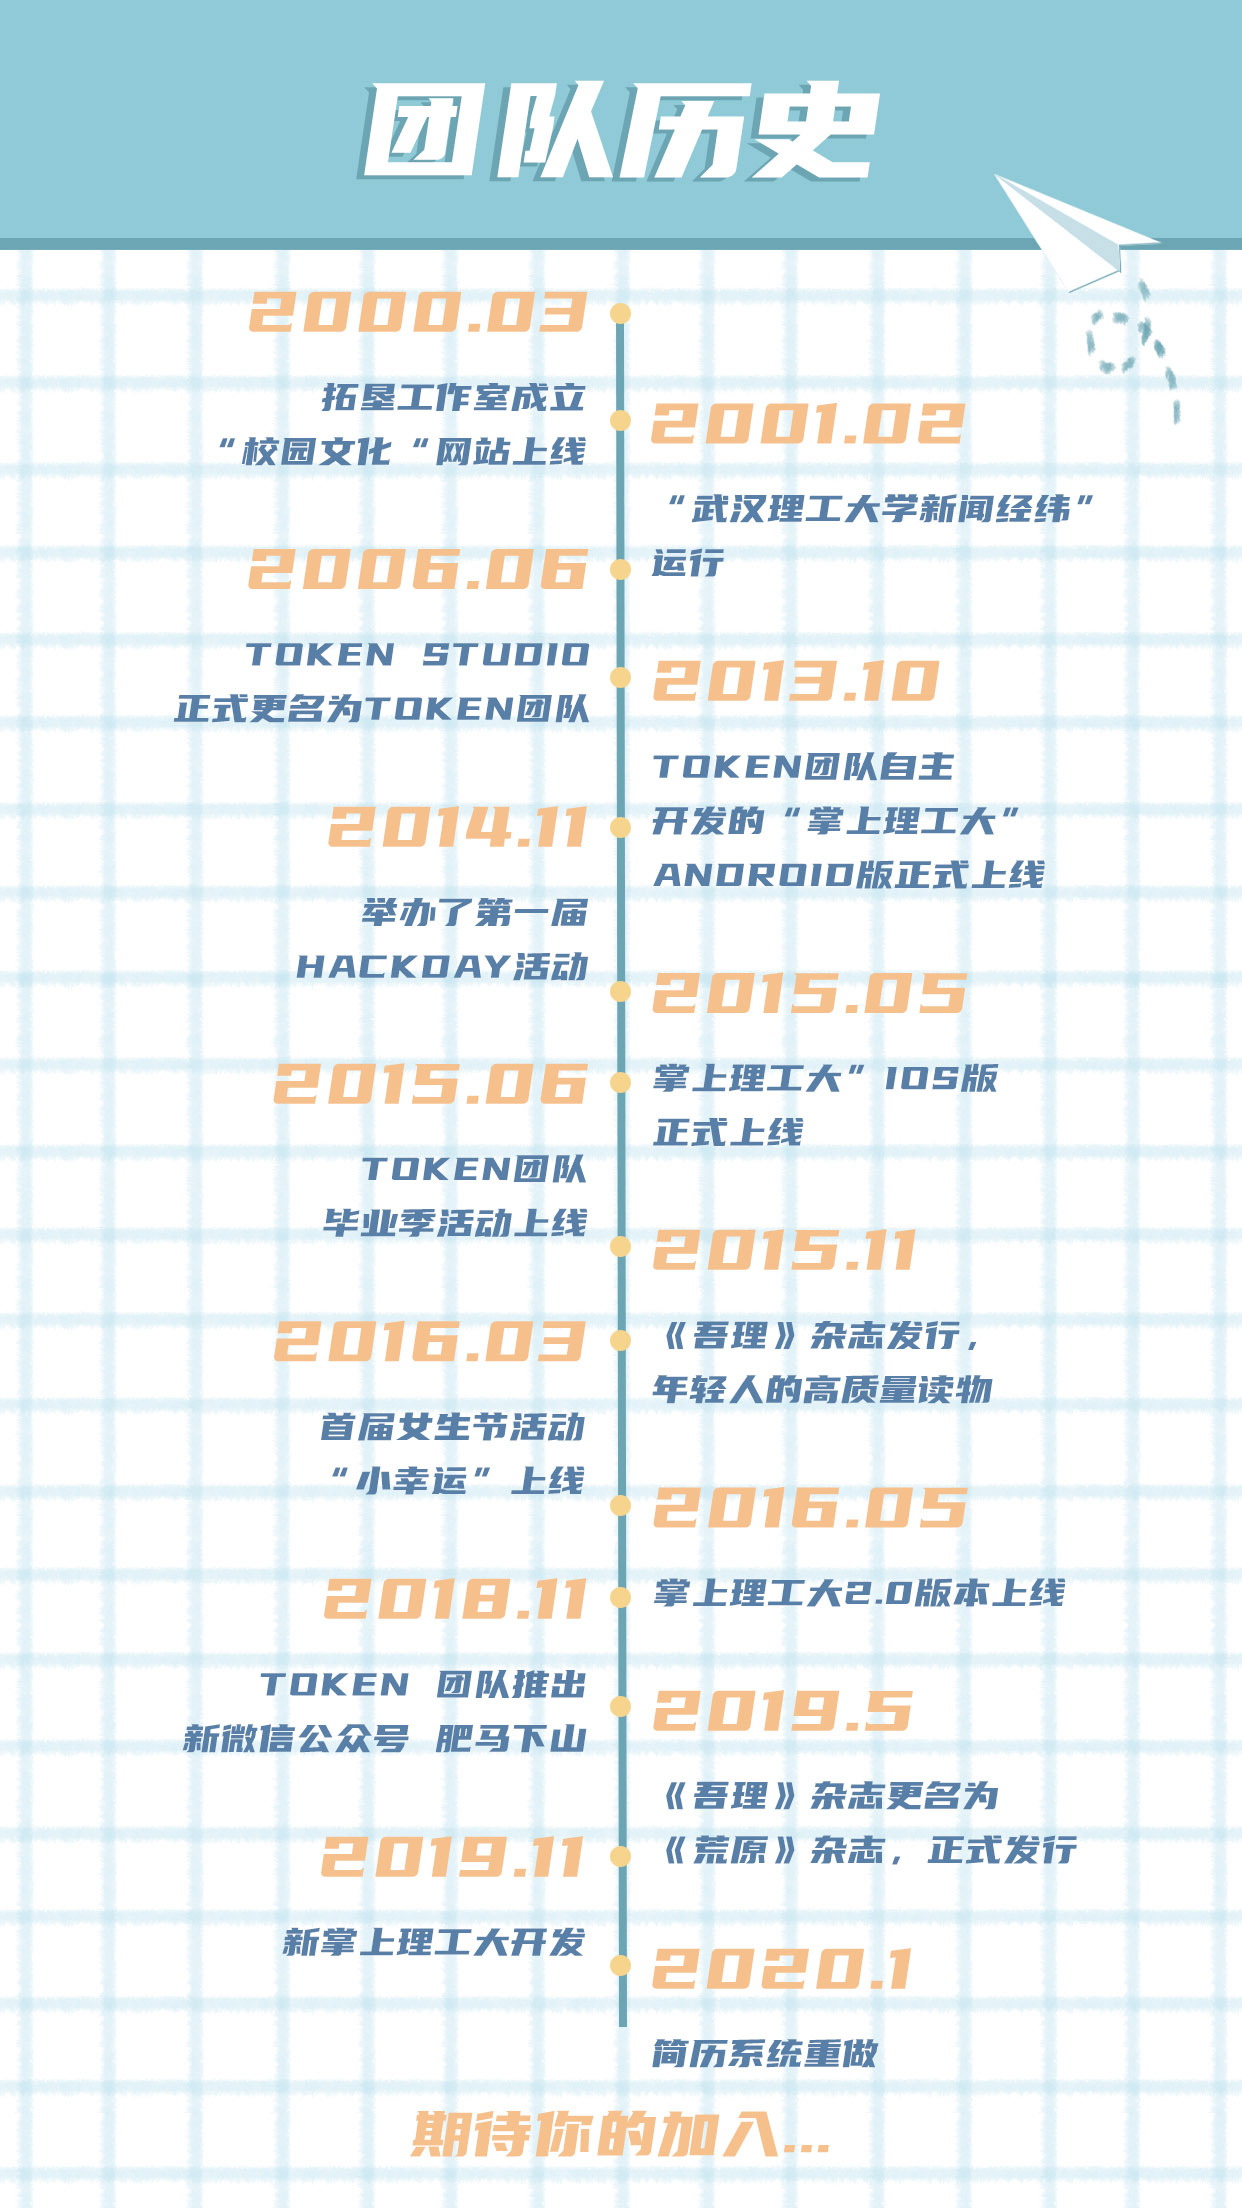 团队历史
2000.03
拓垦工作室成立
“校园文化“网站上线
2001.02
“武汉理工大学新闻经纬”
运行
2006.06
TOKEN STUDIO
正式更名为TOKEN团队
2013.10
TOKEN团队自主
开发的“掌上理工大”
ANDROID版正式上线
2014.11
举办了第一届
HACKDAY活动
2015.05
掌上理工大”IOS版
正式上线
2015.06
TOKEN团队
毕业季活动上线
2015.11
《吾理》杂志发行,
年轻人的高质量读物
2016.03
首届女生节活动
“小幸运”上线
2016.05
掌上理工大2.0版本上线
2018.11
TOKEN 团队推出
新微信公众号 肥马下山
2019.5
《吾理》杂志更名为
《荒原》杂志，正式发行
2019.11
新掌上理工大开发
2020.1
简历系统重做
期待你的加入...